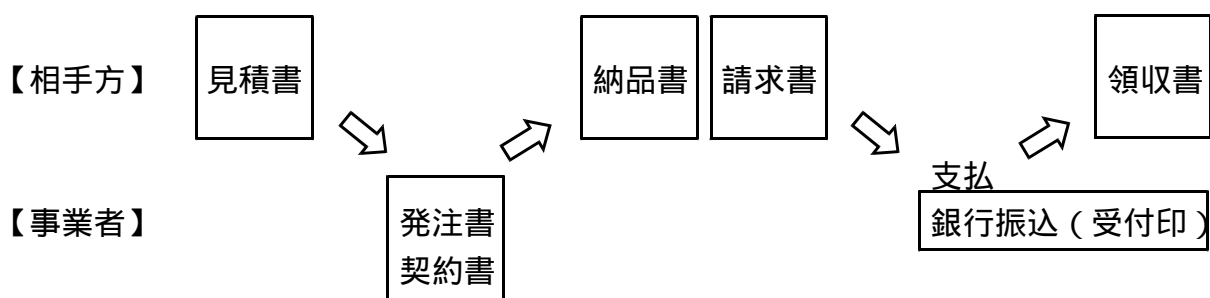 【相手方】 見積書 納品書 請求書 領収書
支払
【事業者】 発注書 銀行振込（受付印）
契約書